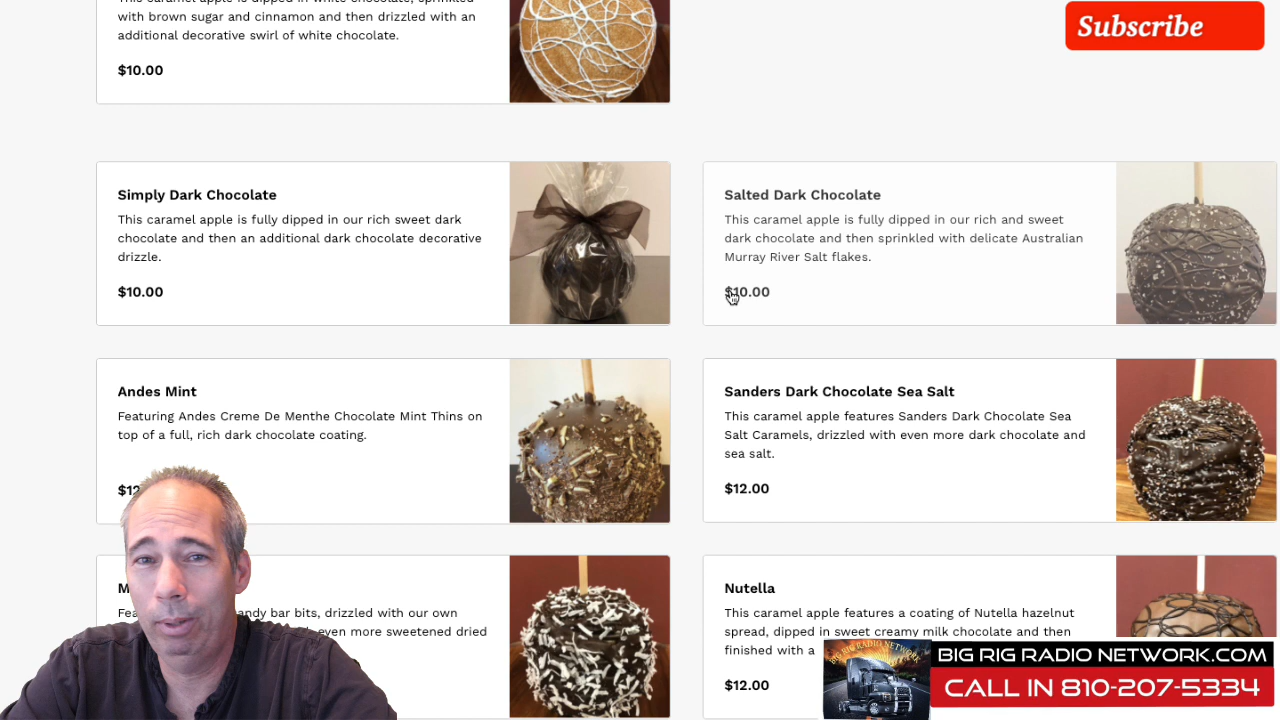 This caramel apple is dipped in white chocolate, sprinkled
with brown sugar and cinnamon and then drizzled with an
additional decorative swirl of white chocolate.
$10.00
Subscribe
Simply Dark Chocolate
This caramel apple is fully dipped in our rich sweet dark
chocolate and then an additional dark chocolate decorative
drizzle.
$10.00
Salted Dark Chocolate
This caramel apple is fully dipped in our rich and sweet
dark chocolate and then sprinkled with delicate Australian
Murray River Salt flakes.
$10.00
Andes Mint
Featuring Andes Creme De Menthe Chocolate Mint Thins on
top of a full, rich dark chocolate coating.
Sanders Dark Chocolate Sea Salt
This caramel apple features Sanders Dark Chocolate Sea
Salt Caramels, drizzled with even more dark chocolate and
sea salt.
$12.00
andy bar bits, drizzled with our own
even more sweetened dried
Nutella
This caramel apple features a coating of Nutella hazelnut
spread, dipped in sweet creamy milk chocolate and then
finished with a
$12.00
BIG RIG RADIO NETWORK
BIG RIG RADIO NETWORK.COM
CALL IN 810-207-5334